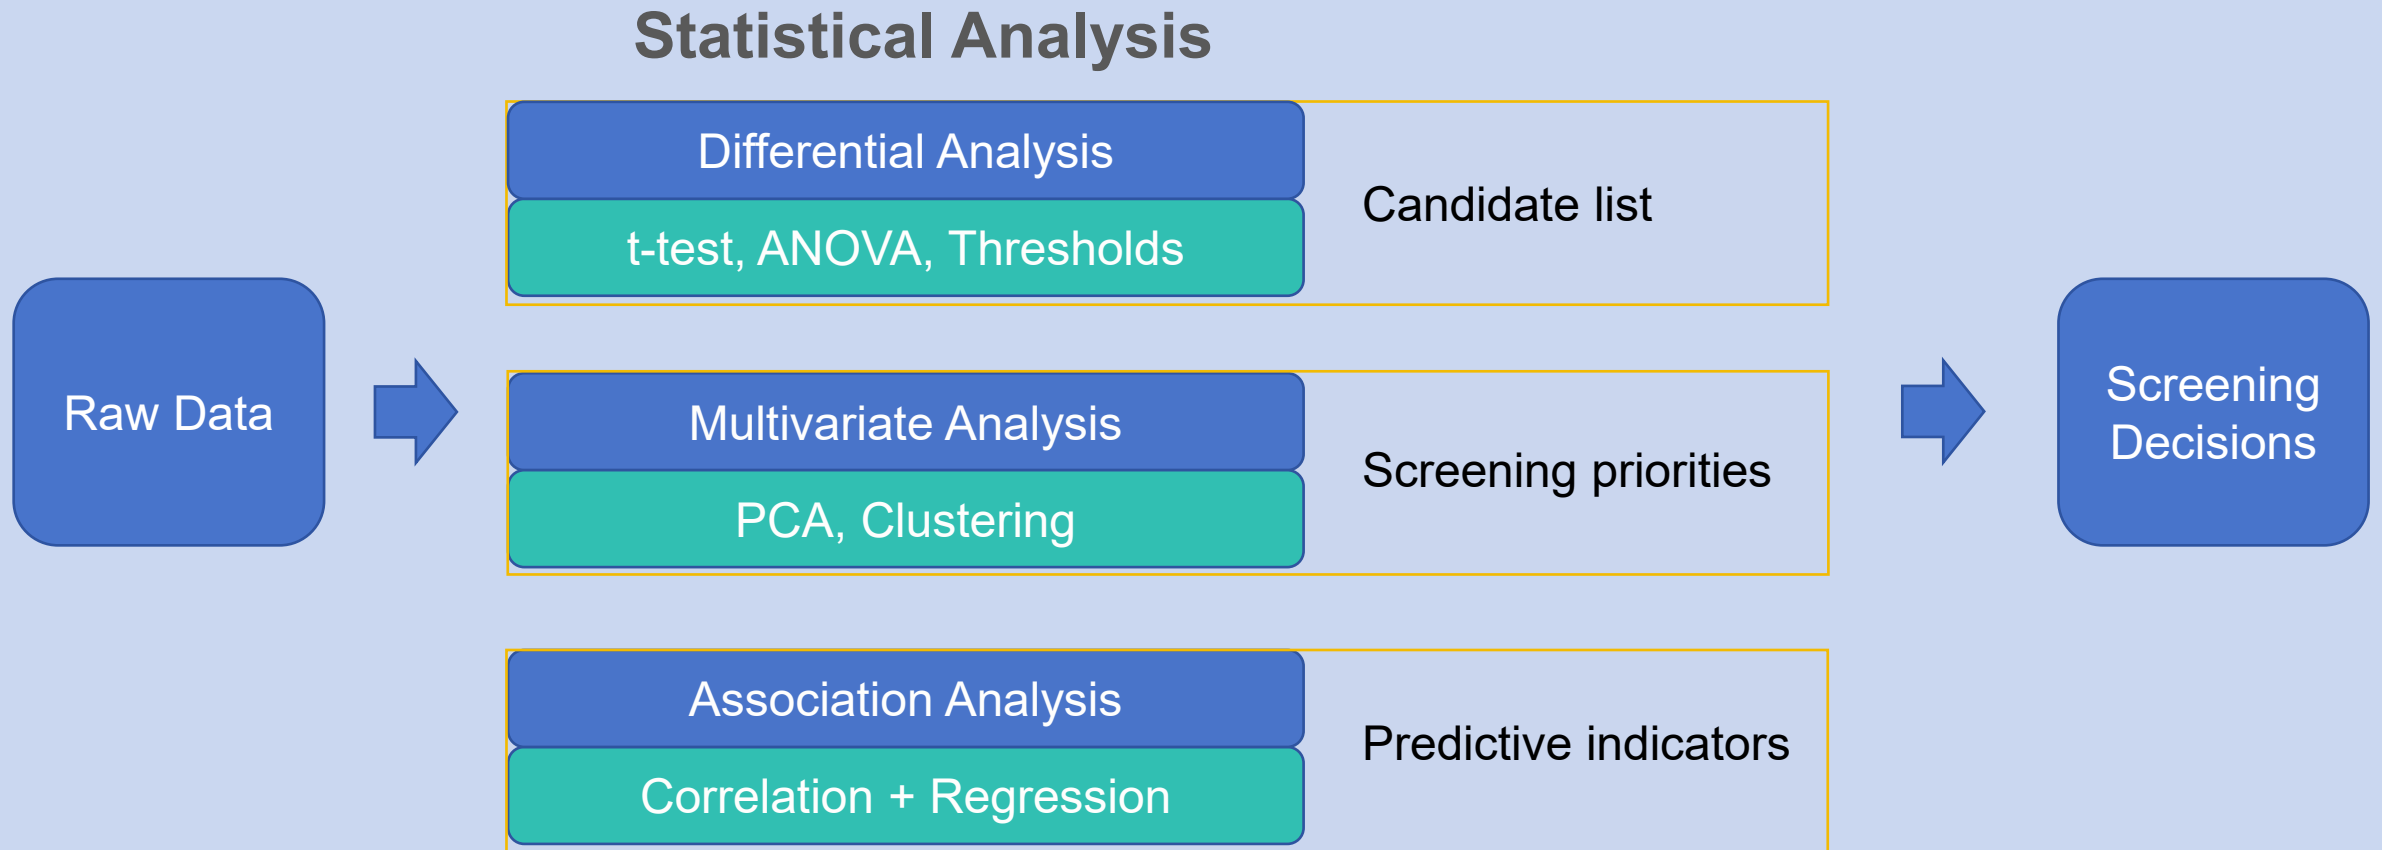 Statistical Analysis
Raw Data
Differential Analysis
t-test, ANOVA, Thresholds
Candidate list
Multivariate Analysis
PCA, Clustering
Screening priorities
Association Analysis
Correlation + Regression
Predictive indicators
Screening
Decisions